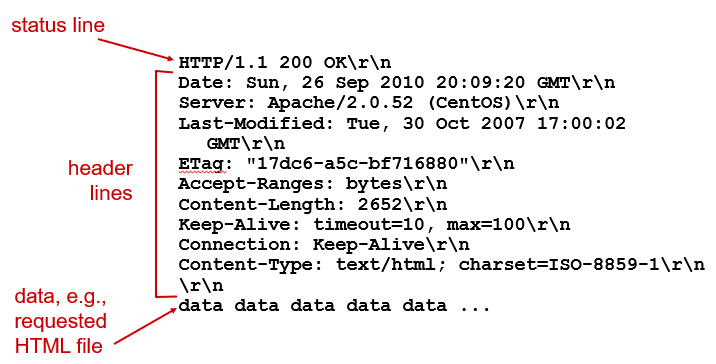 status line
HTTP/1.1 200 OK\r\n
Date: Sun, 26 Sep 2010 20:09:20 GMT\r\n
Server: Apache/2.0.52 (CentOS)\r\n
Last-Modified: Tue, 30 Oct 2007 17:00:02
GMT\r\n
ETag: "17dc6-a5c-bf716880"\r\n
Accept-Ranges: bytes\r\n
Content-Length: 2652\r\n
Keep-Alive: timeout=10, max=100\r\n
Connection: Keep-Alive\r\n
Content-Type: text/html; charset=ISO-8859-1\r\n
\r\n
data data data data data ...
header
lines
data, e.g.,
requested
HTML file